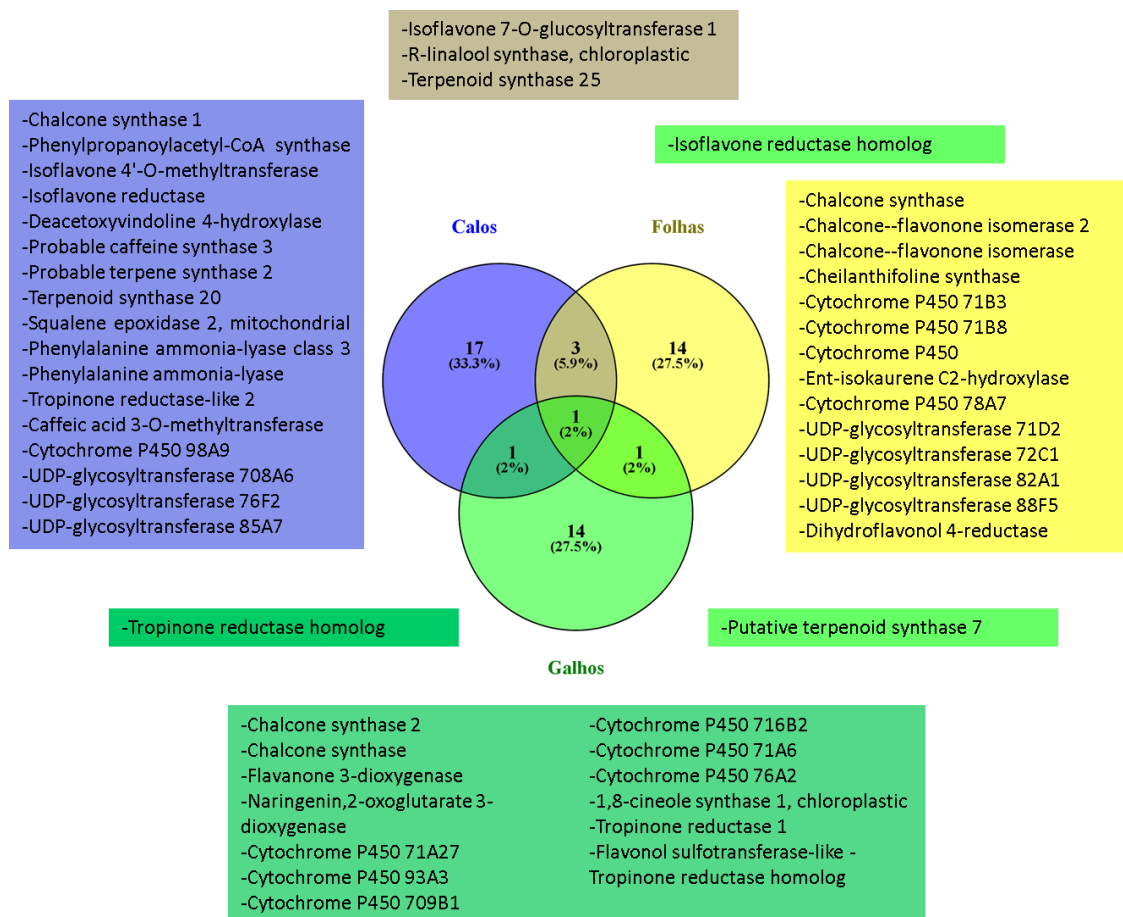 -Isoflavone 7-O-glucosyltransferase 1
-R-linalool synthase, chloroplastic
-Terpenoid synthase 25
-Chalcone synthase 1
-Phenylpropanoylacetyl-CoA synthase
-Isoflavone 4'-O-methyltransferase
-Isoflavone reductase
-Deacetoxyvindoline 4-hydroxylase
-Probable caffeine synthase 3
-Probable terpene synthase 2
-Terpenoid synthase 20
-Squalene epoxidase 2, mitochondrial
-Phenylalanine ammonia-lyase class 3
-Phenylalanine ammonia-lyase
-Tropinone reductase-like 2
-Caffeic acid 3-O-methyltransferase
-Cytochrome P450 98A9
-UDP-glycosyltransferase 708A6
-UDP-glycosyltransferase 76F2
-UDP-glycosyltransferase 85A7
-Isoflavone reductase homolog
-Chalcone synthase
-Chalcone--flavonone isomerase 2
-Chalcone--flavonone isomerase
-Cheilanthifoline synthase
-Cytochrome P450 71B3
-Cytochrome P450 71B8
-Cytochrome P450
-Ent-isokaurene C2-hydroxylase
-Cytochrome P450 78A7
-UDP-glycosyltransferase 71D2
-UDP-glycosyltransferase 72C1
-UDP-glycosyltransferase 82A1
-UDP-glycosyltransferase 88F5
-Dihydroflavonol 4-reductase
Calos
Folhas
17
(33.3%)
3
(5.9%)
14
(27.5%)
1
(2%)
1
(2%)
1
(2%)
14
(27.5%)
Galhos
-Tropinone reductase homolog
-Putative terpenoid synthase 7
-Chalcone synthase 2
-Chalcone synthase
-Flavanone 3-dioxygenase
-Naringenin,2-oxoglutarate 3-
dioxygenase
-Cytochrome P450 71A27
-Cytochrome P450 93A3
-Cytochrome P450 709B1
-Cytochrome P450 716B2
-Cytochrome P450 71A6
-Cytochrome P450 76A2
-1,8-cineole synthase 1, chloroplastic
-Tropinone reductase 1
-Flavonol sulfotransferase-like -
Tropinone reductase homolog